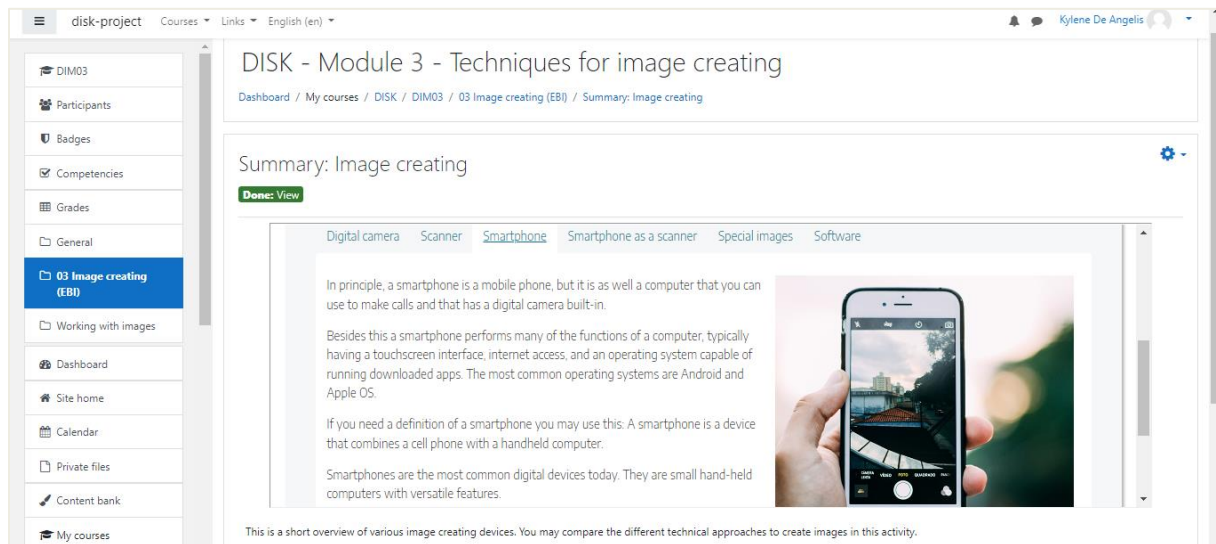 disk-project Courses Links English (en) Kylene De Angelis
DIM03
Participants
Badges
Competencies
Grades
General
03 Image creating
(EBI)
Working with images
Dashboard
Site home
Calendar
Private files
Content bank
My courses
DISK - Module 3 - Techniques for image creating
Dashboard / My courses / DISK / DIM03 / 03 Image creating (EBI) / Summary: Image creating
Summary: Image creating
Done: View
Digital camera Scanner Smartphone Smartphone as a scanner Special images Software
In principle, a smartphone is a mobile phone, but it is as well a computer that you can
use to make calls and that has a digital camera built-in.
Besides this a smartphone performs many of the functions of a computer, typically
having a touchscreen interface, internet access, and an operating system capable of
running downloaded apps. The most common operating systems are Android and
Apple OS.
If you need a definition of a smartphone you may use this: A smartphone is a device
that combines a cell phone with a handheld computer.
Smartphones are the most common digital devices today. They are small hand-held
computers with versatile features.
VÍDEO FOTO QUADRADO
This is a short overview of various image creating devices. You may compare the different technical approaches to create images in this activity.